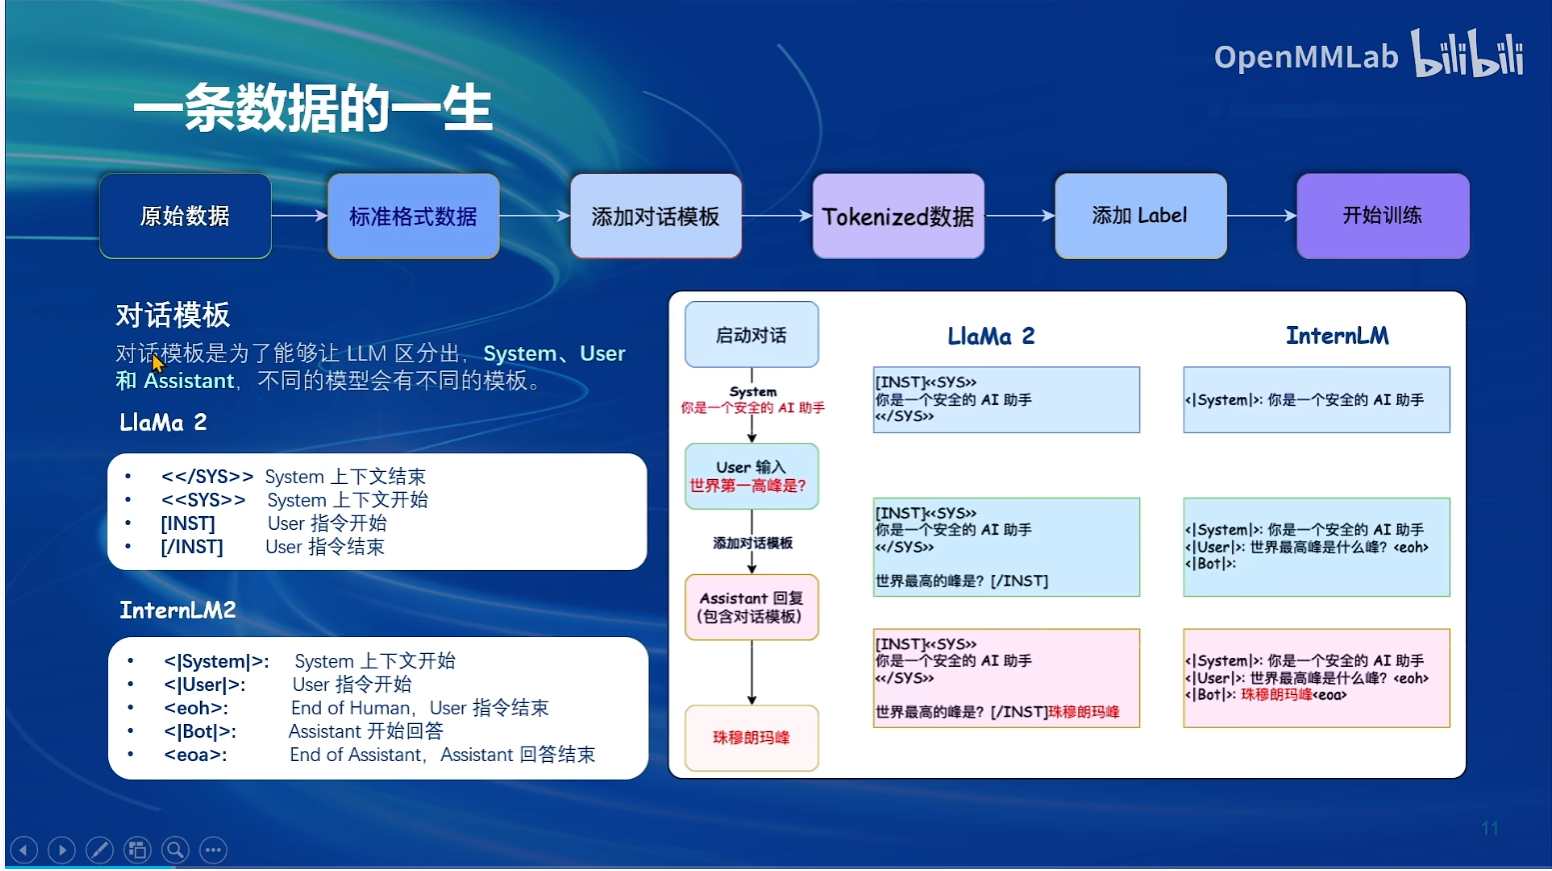 OpenMMLab bilibili
一条数据的一生
原始数据
标准格式数据
添加对话模板
Tokenized数据
添加 Label
开始训练
对话模板
对话模板是为了能够让 LLM 区分出，System、User
和 Assistant，不同的模型会有不同的模板。
LlaMa 2
• <</SYS>> System 上下文结束
• <<SYS>> System 上下文开始
• [INST] User 指令开始
• [/INST] User 指令结束
InternLM2
• <|System|>: System 上下文开始
• <|User|>: User 指令开始
• <eoh>: End of Human，User 指令结束
• <|Bot|>: Assistant 开始回答
• <eoa>: End of Assistant，Assistant 回答结束
启动对话
System
你是一个安全的 AI 助手
User 输入
世界第一高峰是？
添加对话模板
Assistant 回复
(包含对话模板)
珠穆朗玛峰
LlaMa 2
[INST]<<SYS>>
你是一个安全的 AI 助手
<</SYS>>
[INST]<<SYS>>
你是一个安全的 AI 助手
<</SYS>>
世界最高的峰是？[/INST]
[INST]<<SYS>>
你是一个安全的 AI 助手
<</SYS>>
世界最高的峰是？[/INST]珠穆朗玛峰
InternLM
<|System|>: 你是一个安全的 AI 助手
<|System|>: 你是一个安全的 AI 助手
<|User|>: 世界最高峰是什么峰？<eoh>
<|Bot|>:
<|System|>: 你是一个安全的 AI 助手
<|User|>: 世界最高峰是什么峰？<eoh>
<|Bot|>: 珠穆朗玛峰<eoa>
11